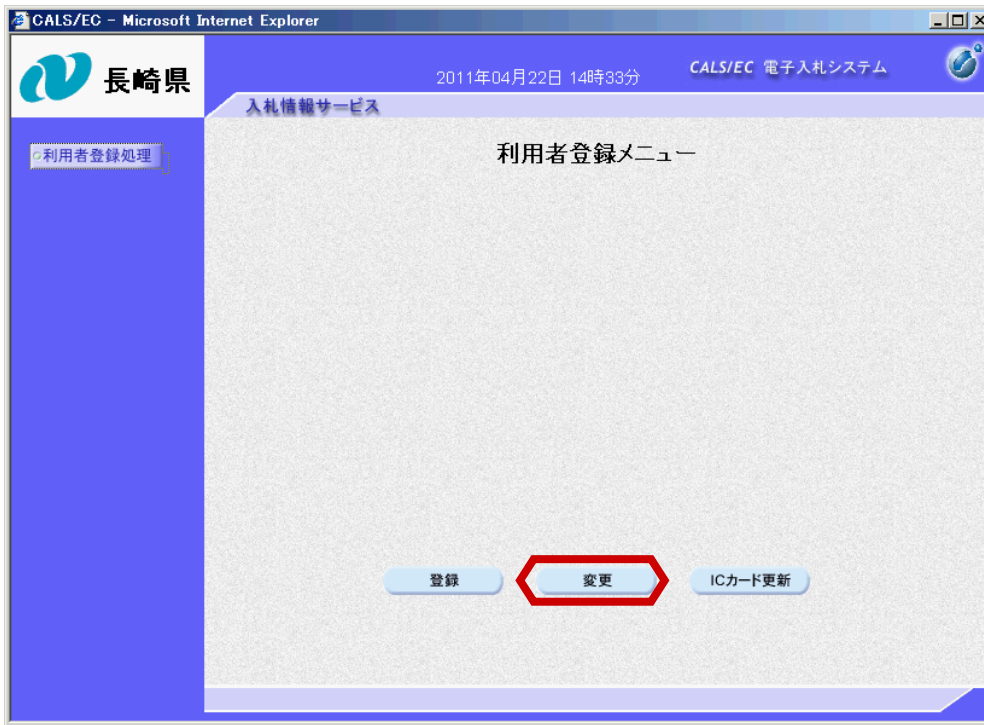 CALS/EC - Microsoft Internet Explorer
長崎県
2011年04月22日 14時33分
CALS/EC 電子入札システム
入札情報サービス
利用者登録処理
利用者登録メニュー
登録
変更
ICカード更新